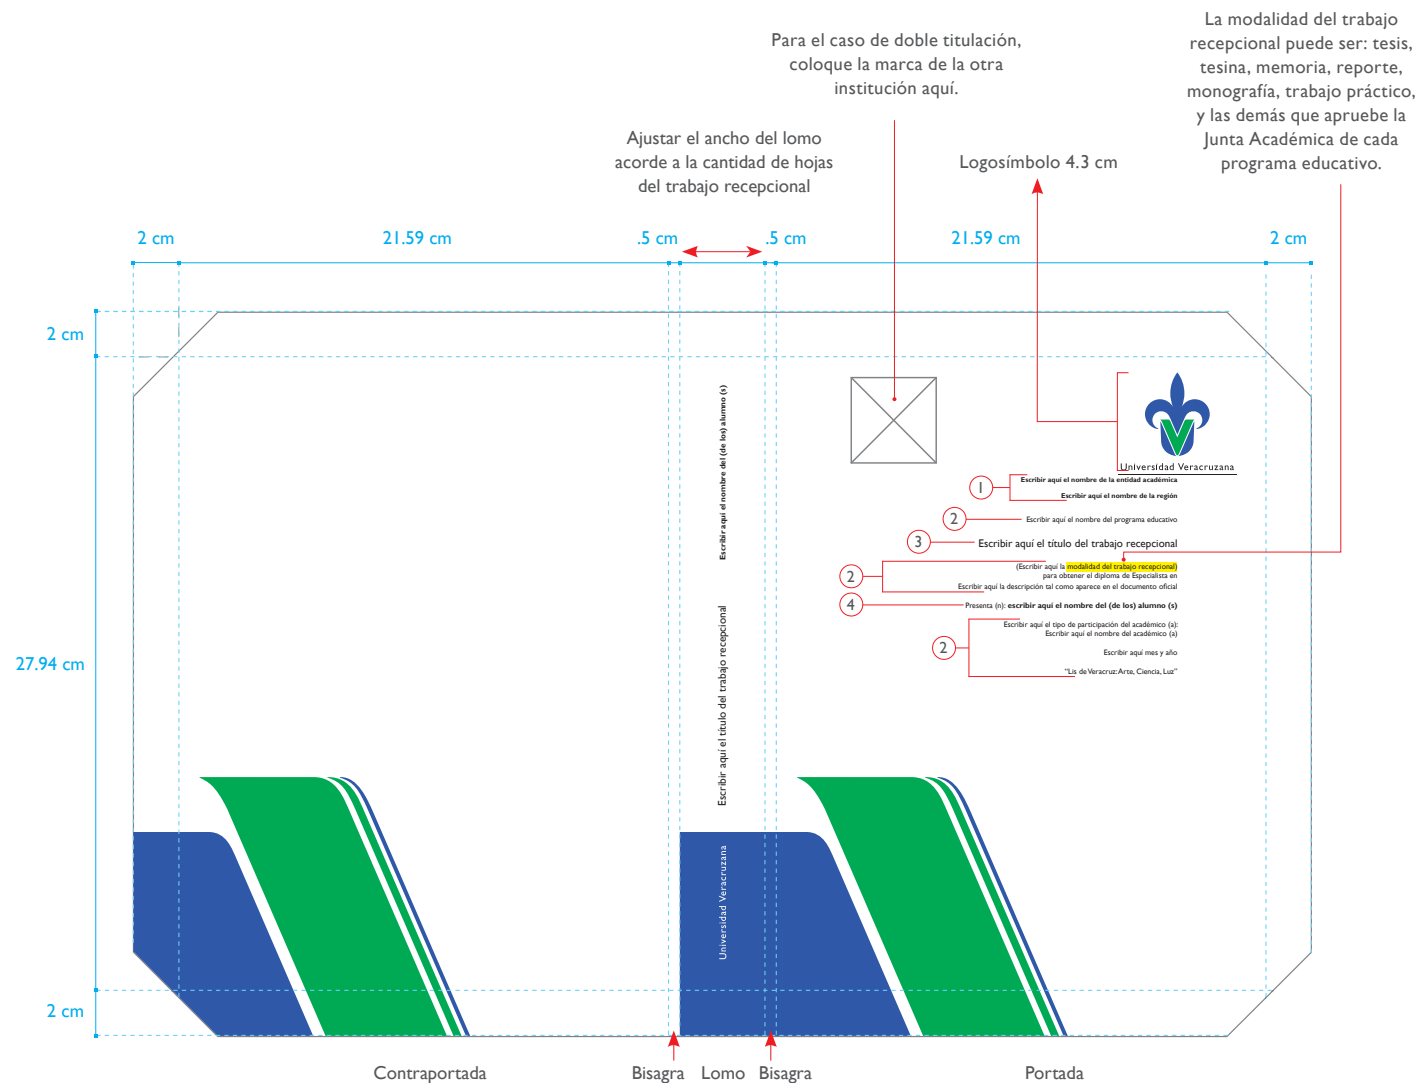 La modalidad del trabajo
recepcional puede ser: tesis,
tesina, memoria, reporte,
monografía, trabajo práctico,
y las demás que apruebe la
Junta Académica de cada
programa educativo.
Para el caso de doble titulación,
coloque la marca de la otra
institución aquí.
Ajustar el ancho del lomo
acorde a la cantidad de hojas
del trabajo recepcional
Logosímbolo 4.3 cm
2 cm
21.59 cm
.5 cm
.5 cm
21.59 cm
2 cm
2 cm
27.94 cm
2 cm
Escribir aquí el nombre del (de los) alumno (s)
Escribir aquí el título del trabajo recepcional
Universidad Veracruzana
Universidad Veracruzana
1
Escribir aquí el nombre de la entidad académica
Escribir aquí el nombre de la región
2
Escribir aquí el nombre del programa educativo
3
Escribir aquí el título del trabajo recepcional
2
(Escribir aquí la modalidad del trabajo recepcional)
para obtener el diploma de Especialista en
Escribir aquí la descripción tal como aparece en el documento oficial
4
Presenta (n): escribir aquí el nombre del (de los) alumno (s)
2
Escribir aquí el tipo de participación del académico (a):
Escribir aquí el nombre del académico (a)
Escribir aquí mes y año
“Lis de Veracruz: Arte, Ciencia, Luz”
Contraportada
Bisagra
Lomo
Bisagra
Portada